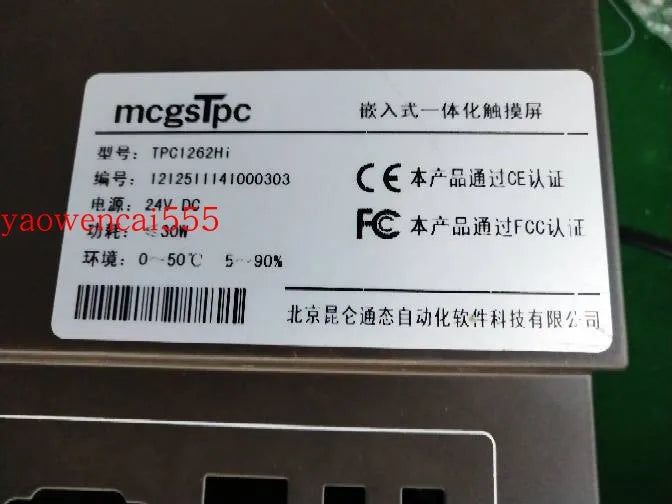 mcgsTpc 嵌入式一体化触摸屏
型号: TPC1262Hi
编号: 1212511141000303
本产品通过CE认证
电源: 24V DC
yaowencai555
功耗: ≤30W
FC 本产品通过FCC认证
环境: 0~50℃ 5~90%
北京昆仑通态自动化软件科技有限公司